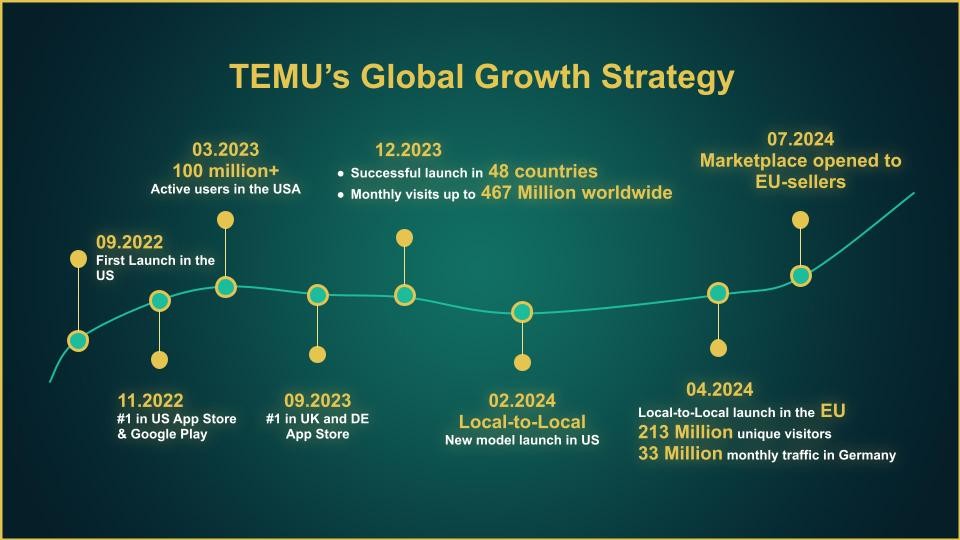 TEMU’s Global Growth Strategy
09.2022
First Launch in the
US
11.2022
#1 in US App Store
& Google Play
03.2023
100 million+
Active users in the USA
09.2023
#1 in UK and DE
App Store
12.2023
● Successful launch in 48 countries
● Monthly visits up to 467 Million worldwide
02.2024
Local-to-Local
New model launch in US
04.2024
Local-to-Local launch in the EU
213 Million unique visitors
33 Million monthly traffic in Germany
07.2024
Marketplace opened to
EU-sellers